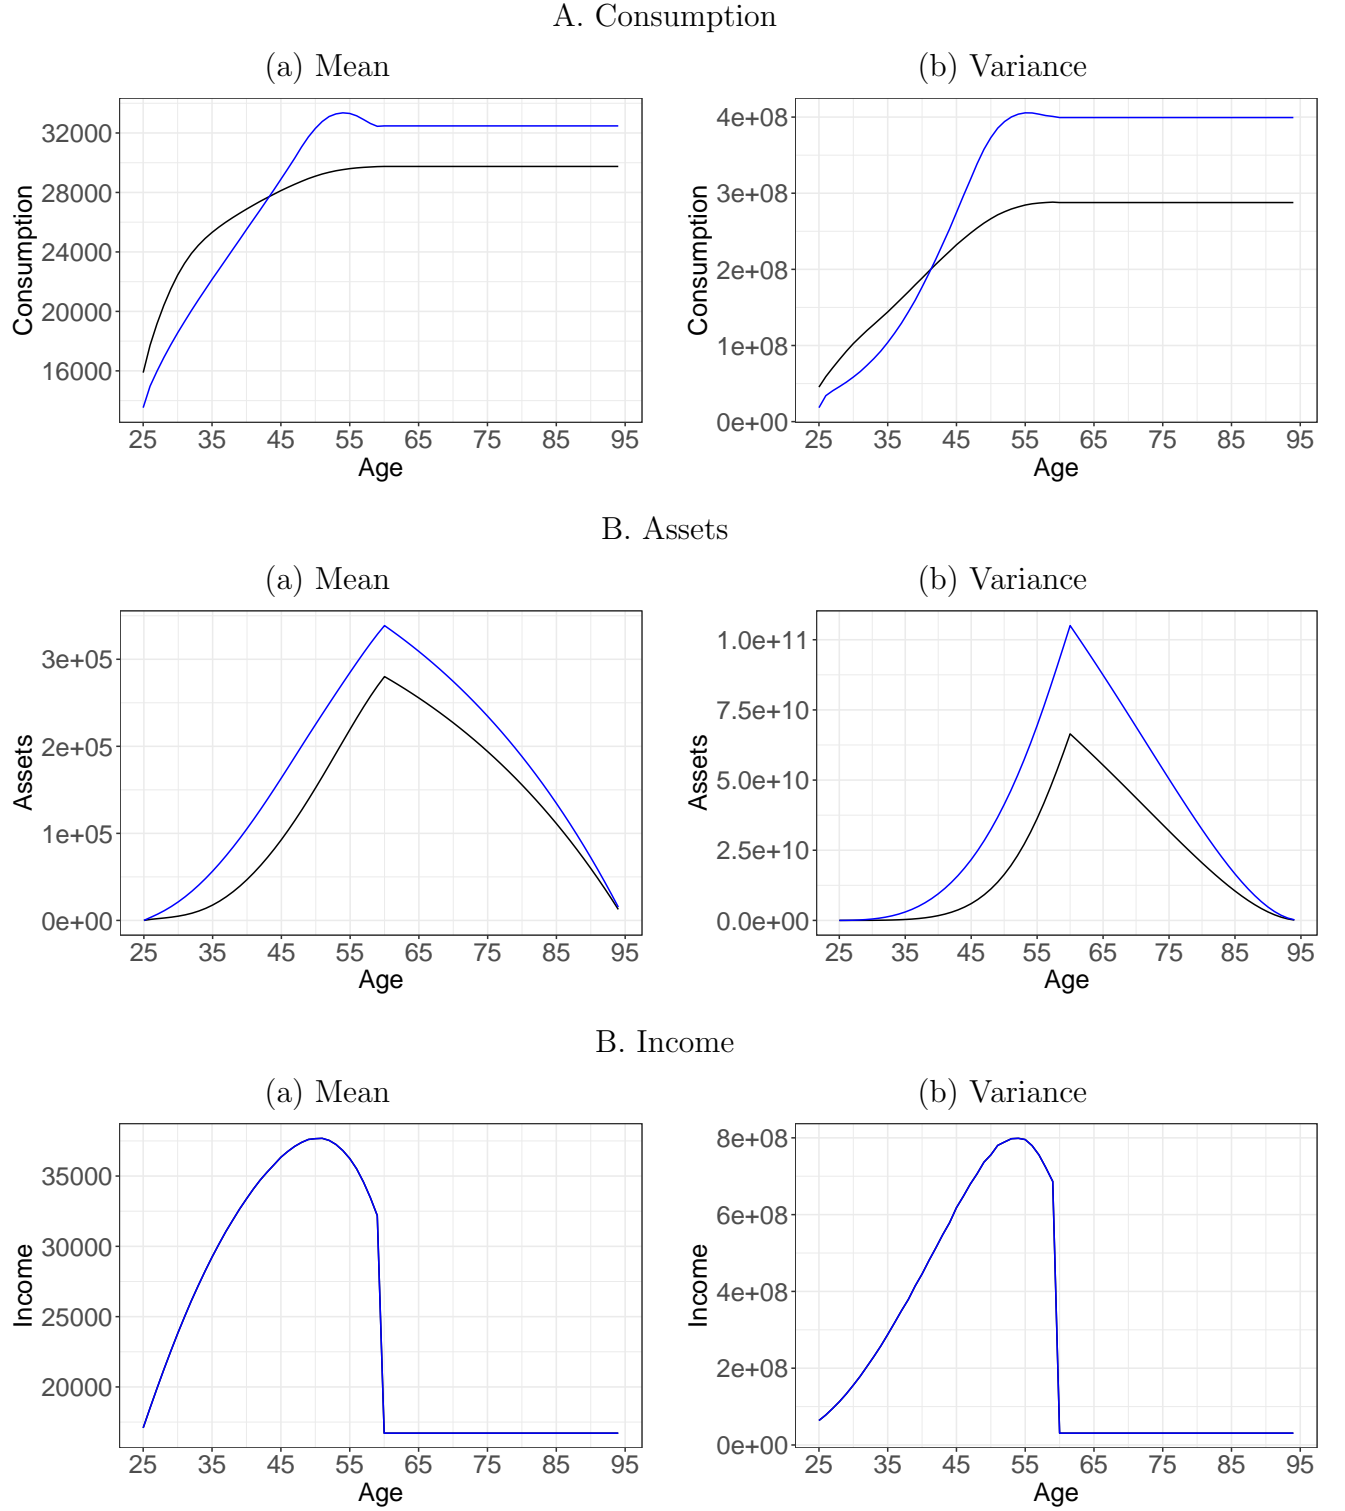 A. Consumption
(a) Mean
(b) Variance
32000
28000
24000
20000
16000
Consumption
25 35 45 55 65 75 85 95
Age
4e+08
3e+08
2e+08
1e+08
0e+00
Consumption
25 35 45 55 65 75 85 95
Age
B. Assets
(a) Mean
(b) Variance
3e+05
2e+05
1e+05
0e+00
Assets
25 35 45 55 65 75 85 95
Age
1.0e+11
7.5e+10
5.0e+10
2.5e+10
0.0e+00
Assets
25 35 45 55 65 75 85 95
Age
B. Income
(a) Mean
(b) Variance
35000
30000
25000
20000
Income
25 35 45 55 65 75 85 95
Age
8e+08
6e+08
4e+08
2e+08
0e+00
Income
25 35 45 55 65 75 85 95
Age